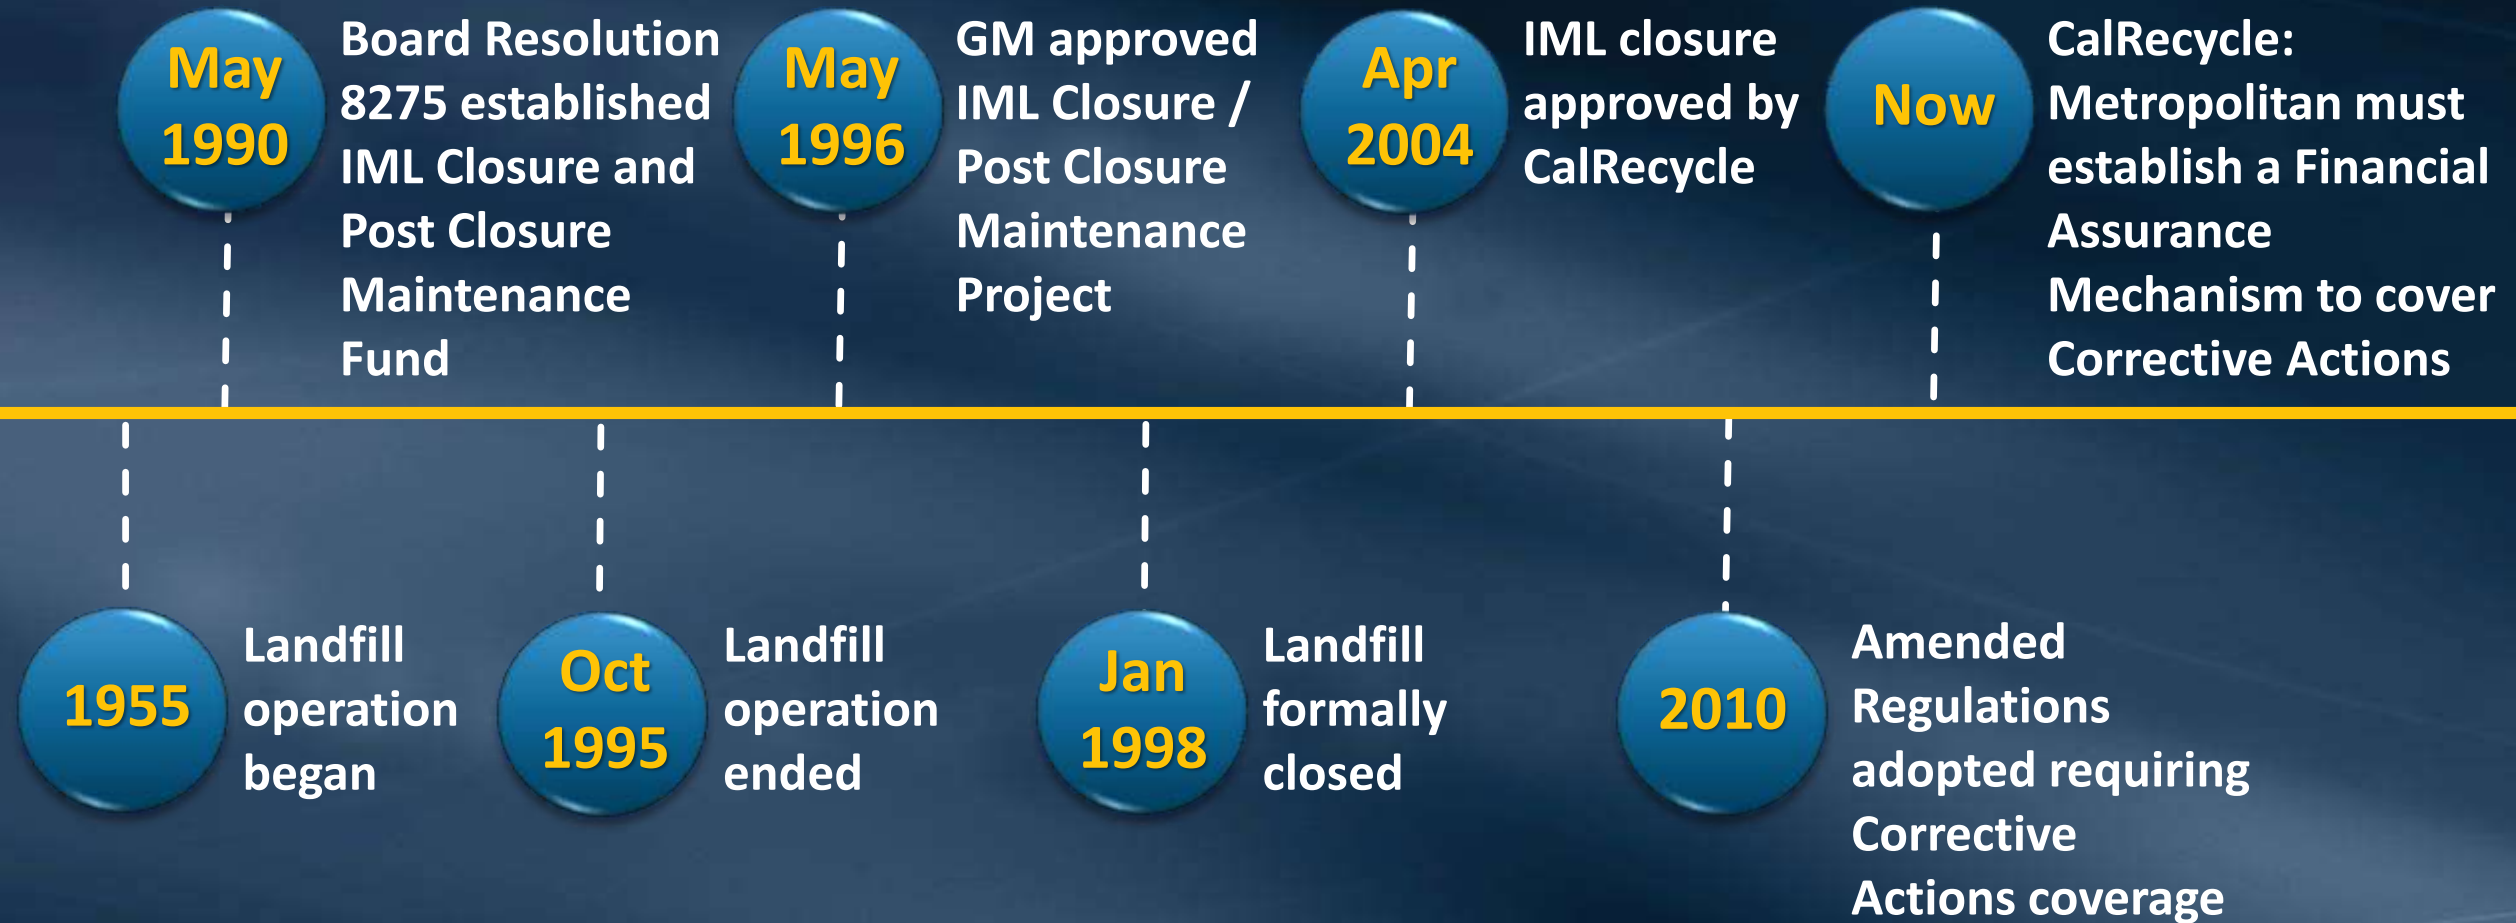 May
1990
Board Resolution
8275 established
IML Closure and
Post Closure
Maintenance
Fund
May
1996
GM approved
IML Closure /
Post Closure
Maintenance
Project
Apr
2004
IML closure
approved by
CalRecycle
Now
CalRecycle:
Metropolitan must
establish a Financial
Assurance
Mechanism to cover
Corrective Actions
1955
Landfill
operation
began
Oct
1995
Landfill
operation
ended
Jan
1998
Landfill
formally
closed
2010
Amended
Regulations
adopted requiring
Corrective
Actions coverage